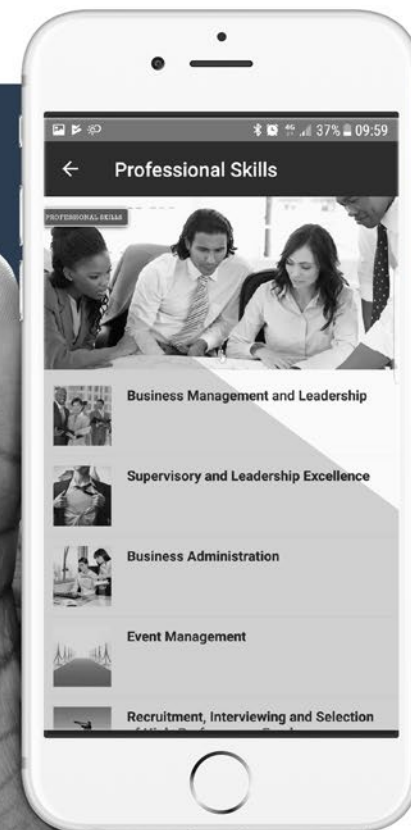 4G 37% 09:59
Professional Skills
PROFESSIONAL SKILLS
Business Management and Leadership
Supervisory and Leadership Excellence
Business Administration
Event Management
Recruitment, Interviewing and Selection